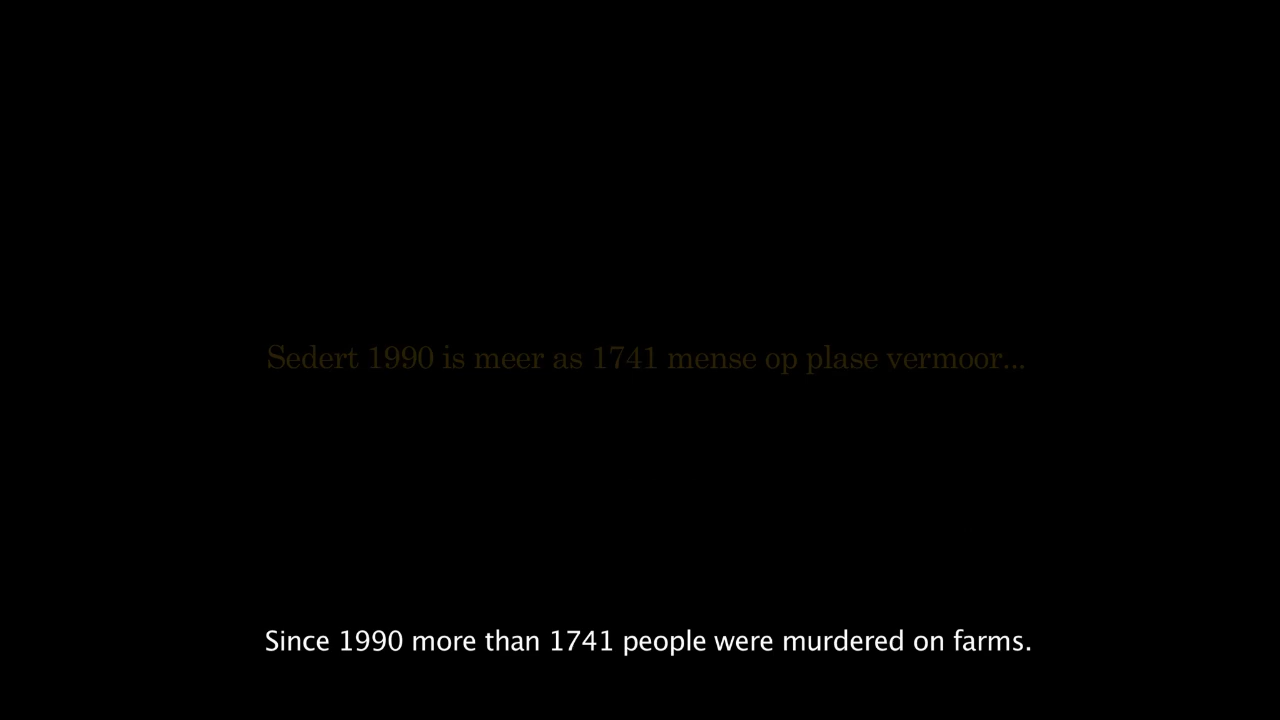 Sedert 1990 is meer as 1741 mense op plase vermoor...
Since 1990 more than 1741 people were murdered on farms.